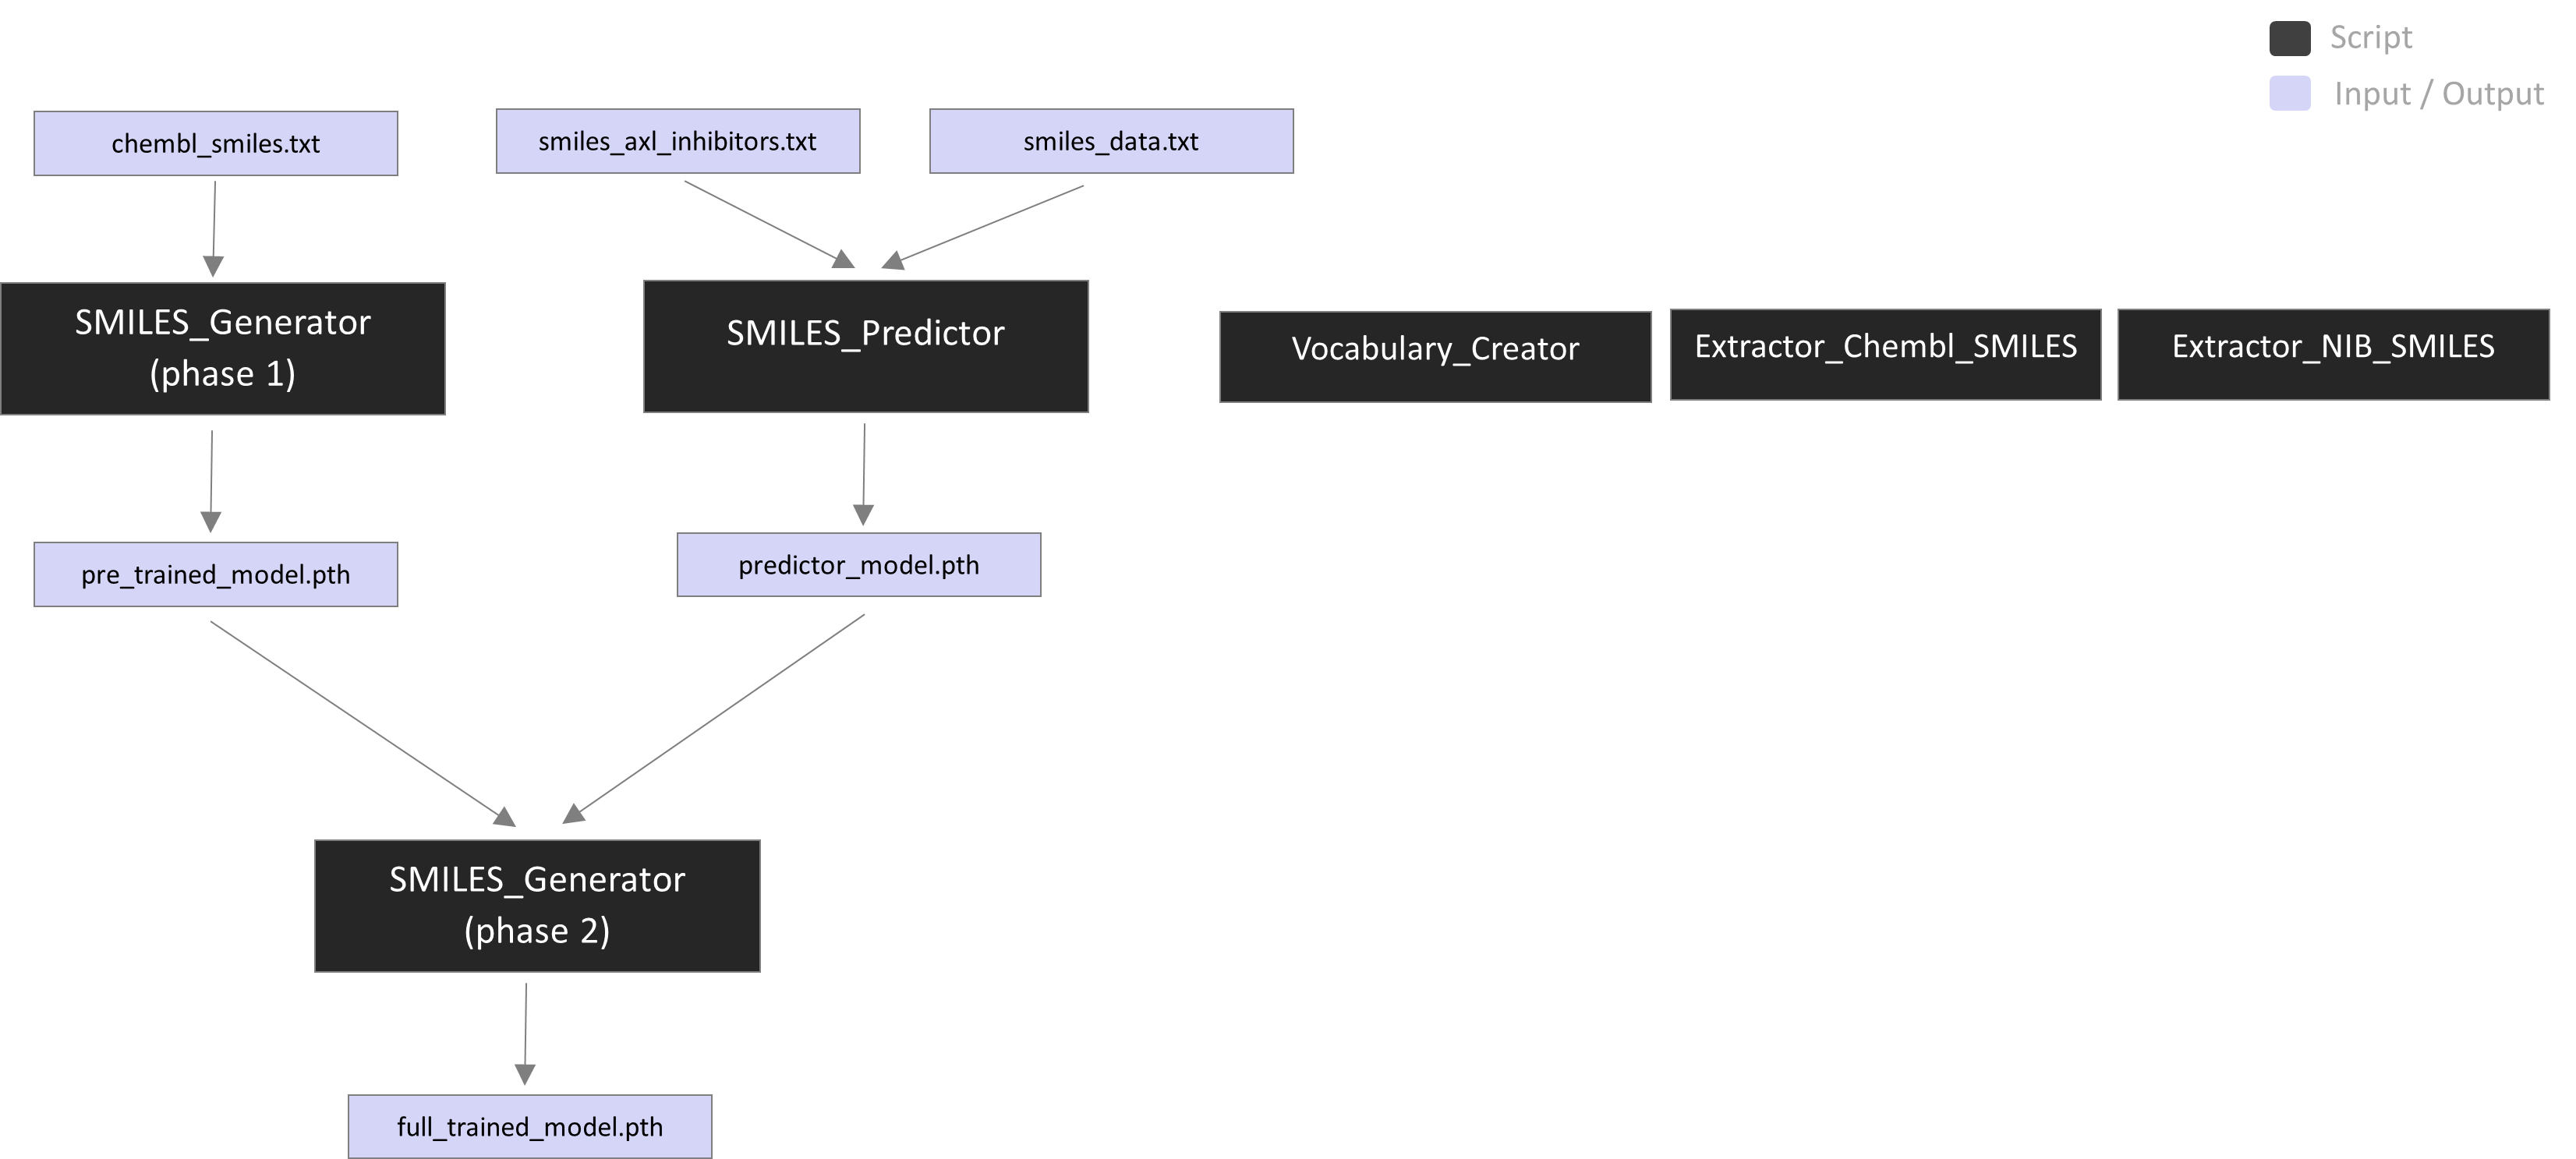 Script
Input / Output
chembl_smiles.txt
smiles_axl_inhibitors.txt
smiles_data.txt
SMILES_Generator
(phase 1)
SMILES_Predictor
Vocabulary_Creator
Extractor_Chembl_SMILES
Extractor_NIB_SMILES
pre_trained_model.pth
predictor_model.pth
SMILES_Generator
(phase 2)
full_trained_model.pth